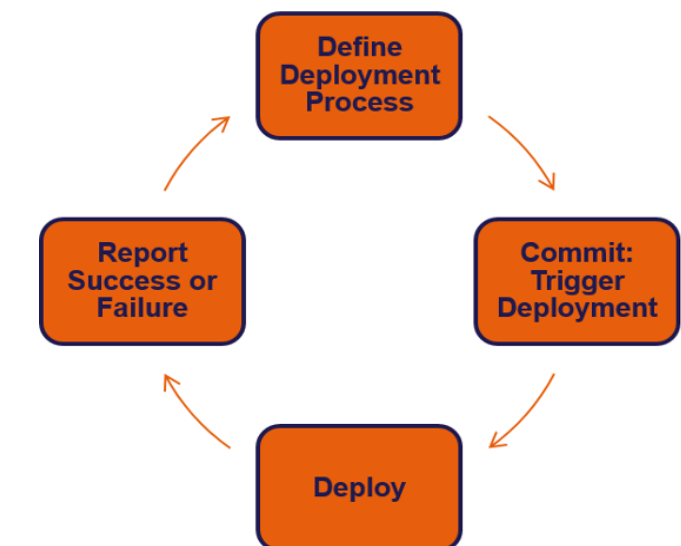 Define
Deployment
Process
Commit:
Trigger
Deployment
Deploy
Report
Success or
Failure